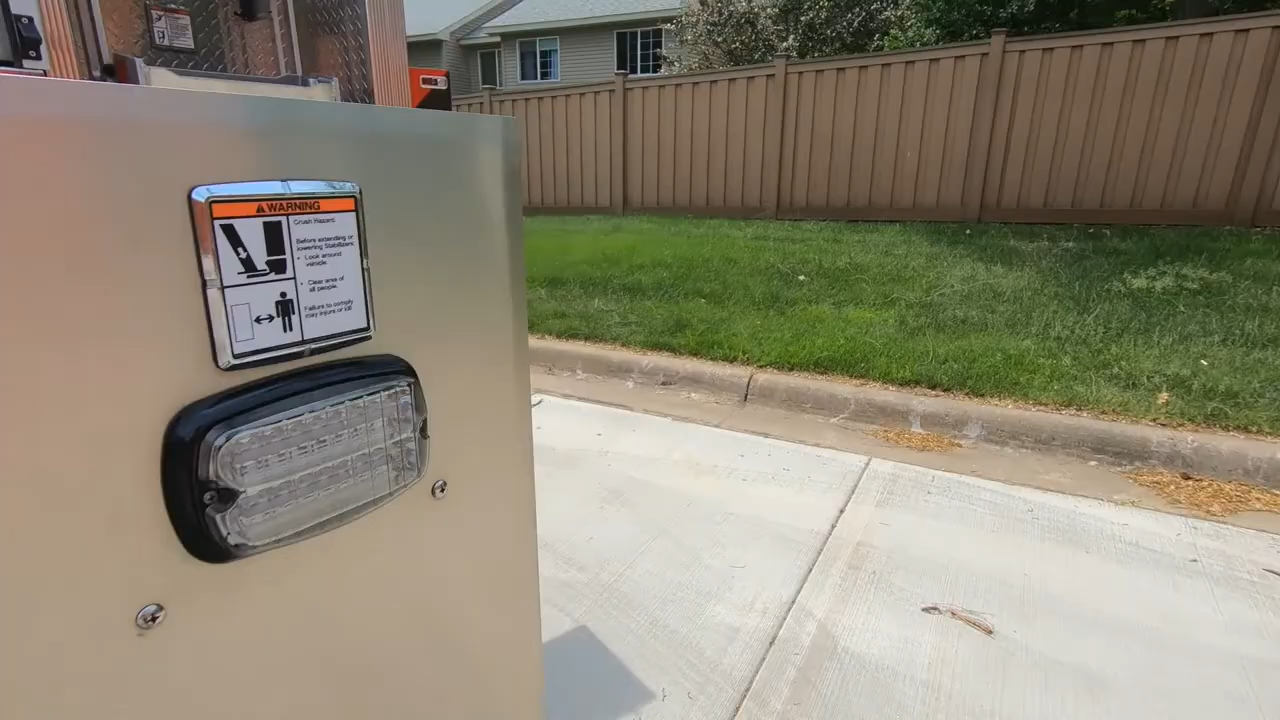 WARNING
Crush Hazard.
Before extending or
lowering Stabilizers:
• Look around
vehicle.
• Clear area of
all people.
Failure to comply
may injure or kill